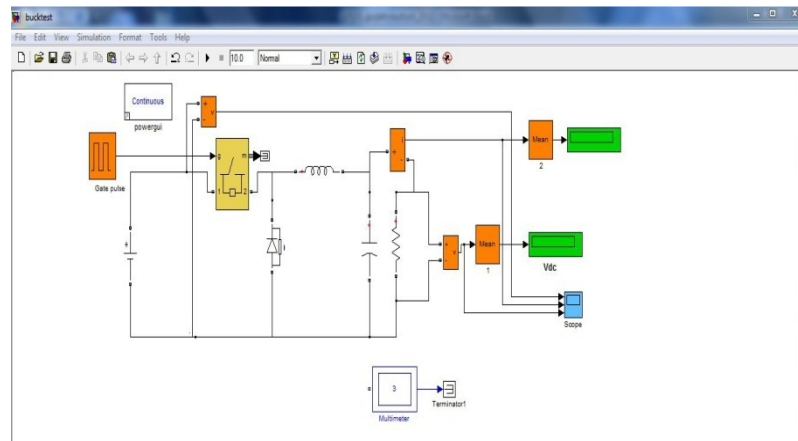 bucktest
File Edit View Simulation Format Tools Help
10.0 Normal
Continuous
powergui
+
-
v
Gate pulse
g m
1 2
+
i
-
Mean
2
+
v
-
Mean
1
Vdc
Scope
3
Multimeter
Terminator1